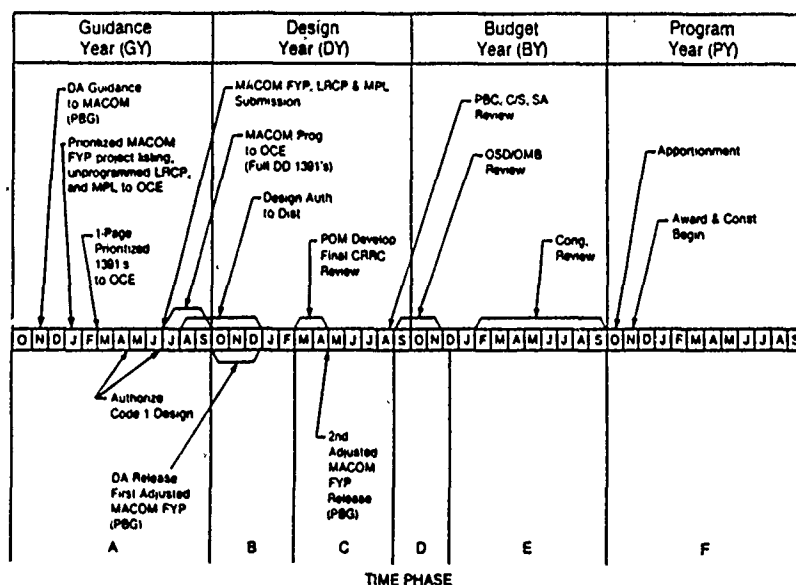 Guidance
Year (GY)
Design
Year (DY)
Budget
Year (BY)
Program
Year (PY)
DA Guidance
to MACOM
(PBG)
Prioritized MACOM
FYP project listing,
unprogrammed LRCP,
and MPL to OCE
1-Page
Prioritized
1391's
to OCE
MACOM FYP, LRCP & MPL
Submission
MACOM Prog
to OCE
(Full DD 1391's)
Design Auth
to Dist
POM Develop
Final CRRC
Review
PBC, C/S, SA
Review
OSD/OMB
Review
Cong.
Review
Apportionment
Award & Const
Begin
O N D J F M A M J J A S O N D J F M A M J J A S O N D J F M A M J J A S O N D J F M A M J J A S
Authorize
Code 1 Design
DA Release
First Adjusted
MACOM FYP
(PBG)
2nd
Adjusted
MACOM
FYP
Release
(PBG)
A B C D E F
TIME PHASE